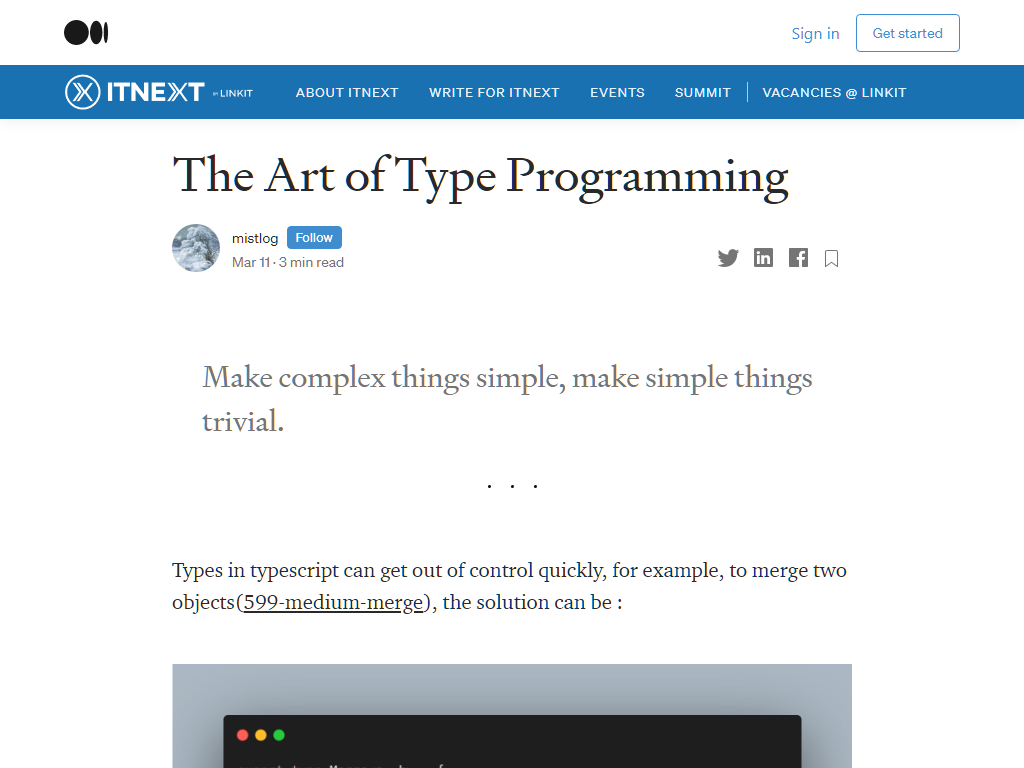 Sign in
Get started
ITNEXT BY LINKIT
ABOUT ITNEXT
WRITE FOR ITNEXT
EVENTS
SUMMIT
VACANCIES @ LINKIT
The Art of Type Programming
mistlog
Follow
Mar 11 · 3 min read
Make complex things simple, make simple things
trivial.
. . .
Types in typescript can get out of control quickly, for example, to merge two
objects(599-medium-merge), the solution can be :